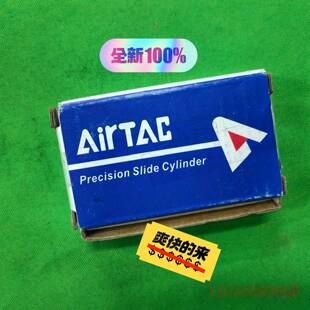 全新100%
AirTAC
Precision Slide Cylinder
爽快的来
$$$$$$